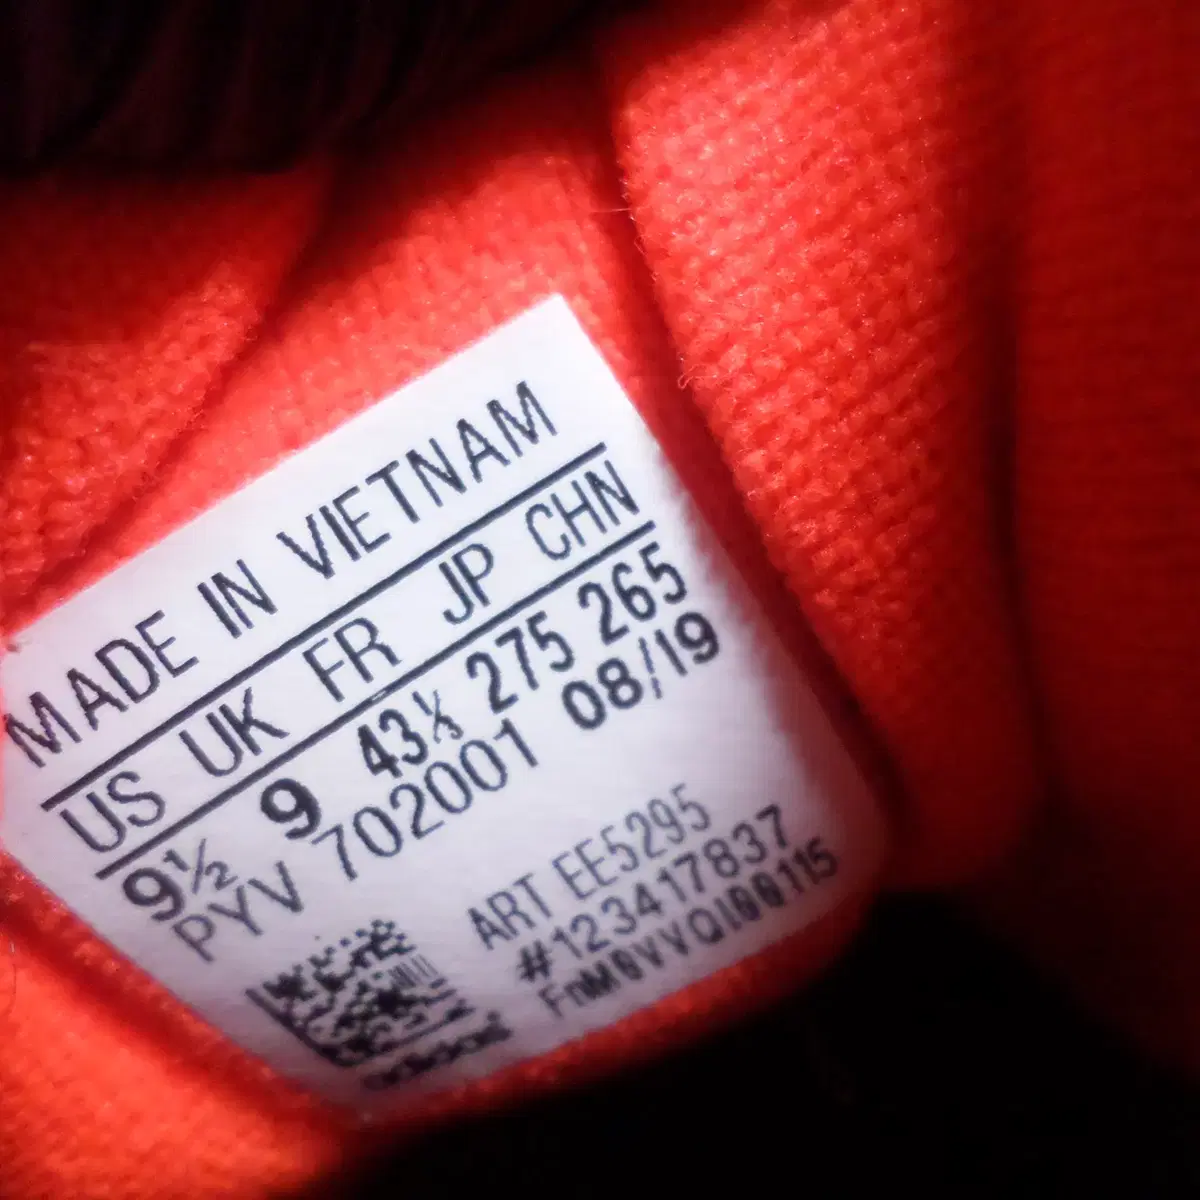 MADE IN VIETNAM
US UK FR JP CHN
9½ 9 43⅓ 275 265
PYV 702001 08/19
ART EE5295
#123417837
adidas